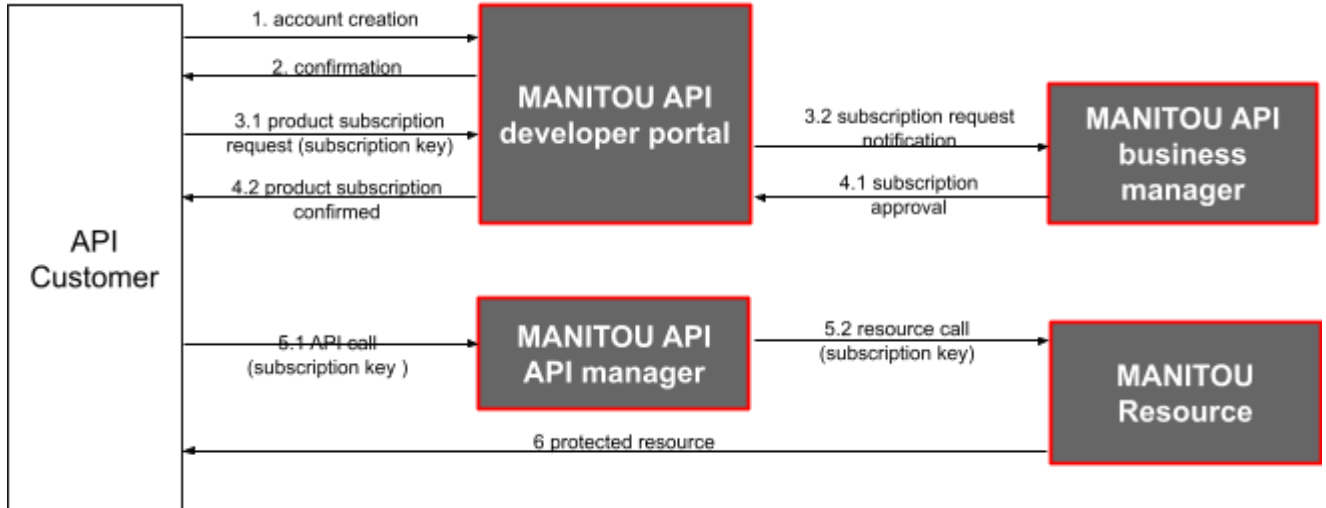 1. account creation
2. confirmation
3.1 product subscription
request (subscription key)
4.2 product subscription
confirmed
MANITOU API
developer portal
3.2 subscription request
notification
4.1 subscription
approval
MANITOU API
business
manager
API
Customer
5.1 API call
(subscription key )
MANITOU API
API manager
5.2 resource call
(subscription key)
MANITOU
Resource
6 protected resource